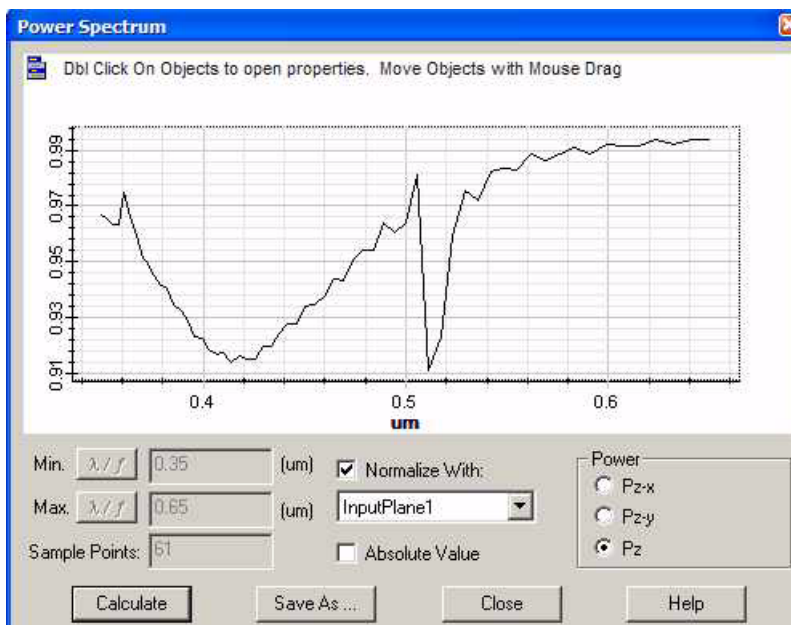 Power Spectrum
Dbl Click On Objects to open properties. Move Objects with Mouse Drag
0.99
0.97
0.95
0.93
0.91
0.4 0.5 0.6
um
Min. λ / f 0.35 (um)
Max. λ / f 0.65 (um)
Sample Points: 61
Normalize With:
InputPlane1
Absolute Value
Power
Pz-x
Pz-y
Pz
Calculate Save As ... Close Help